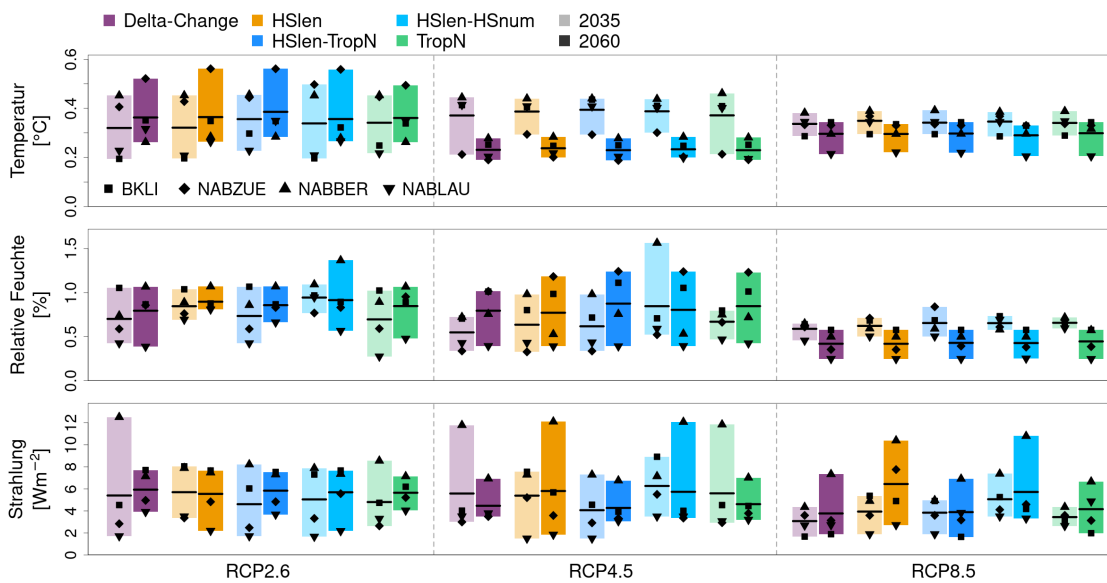 Delta-Change HSlen HSlen-HSnum 2035
HSlen-TropN TropN 2060
Temperatur
[°C]
0.6
0.4
0.2
0.0
BKLI NABZUE NABBER NABLAU
Relative Feuchte
[%]
1.5
1.0
0.5
0.0
Strahlung
[Wm−2]
12
10
8
6
4
2
0
RCP2.6 RCP4.5 RCP8.5